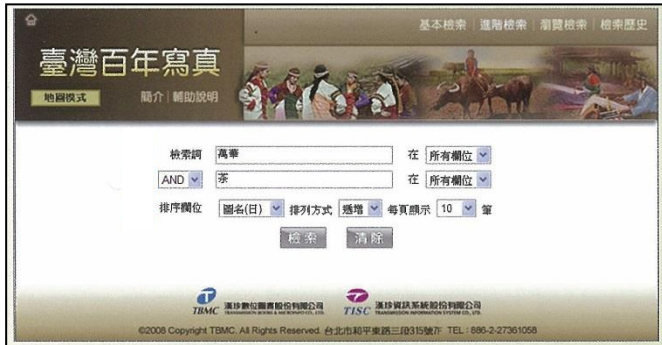 基本檢索 | 進階檢索 | 瀏覽檢索 | 檢索歷史
臺灣百年寫真
地圖模式 簡介 | 輔助說明
檢索詞 萬華 在 所有欄位
AND 茶 在 所有欄位
排序欄位 圖名(日) 排列方式 遞增 每頁顯示 10 筆
檢索 清除
TBMC 漢珍數位圖書股份有限公司 TISC 漢珍資訊系統股份有限公司
©2008 Copyright TBMC. All Rights Reserved. 台北市和平東路三段315號7F TEL : 886-2-27361058